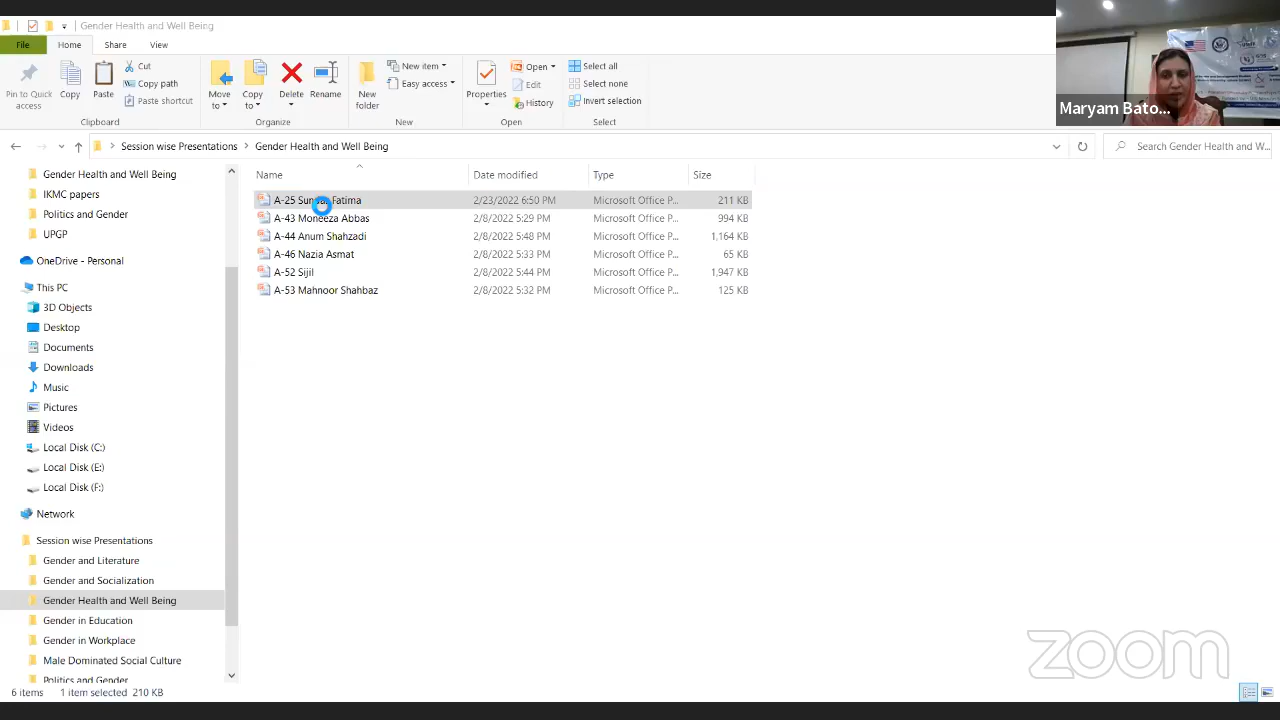 Gender Health and Well Being
File Home Share View
Pin to Quick access
Copy
Paste
Cut
Copy path
Paste shortcut
Move to
Copy to
Delete
Rename
New folder
New item
Easy access
Properties
Open
Edit
History
Select all
Select none
Invert selection
Clipboard Organize New Open Select
Maryam Bato...
Session wise Presentations > Gender Health and Well Being
Search Gender Health and W...
Name Date modified Type Size
A-25 Fatima 2/23/2022 6:50 PM Microsoft Office P... 211 KB
A-43 Moneeza Abbas 2/8/2022 5:29 PM Microsoft Office P... 994 KB
A-44 Anum Shahzadi 2/8/2022 5:48 PM Microsoft Office P... 1,164 KB
A-46 Nazia Asmat 2/8/2022 5:33 PM Microsoft Office P... 65 KB
A-52 Sijil 2/8/2022 5:44 PM Microsoft Office P... 1,947 KB
A-53 Mahnoor Shahbaz 2/8/2022 5:32 PM Microsoft Office P... 125 KB
Gender Health and Well Being
IKMC papers
Politics and Gender
UPGP
OneDrive - Personal
This PC
3D Objects
Desktop
Documents
Downloads
Music
Pictures
Videos
Local Disk (C:)
Local Disk (E:)
Local Disk (F:)
Network
Session wise Presentations
Gender and Literature
Gender and Socialization
Gender Health and Well Being
Gender in Education
Gender in Workplace
Male Dominated Social Culture
Politics and Gender
6 items 1 item selected 210 KB
zoom